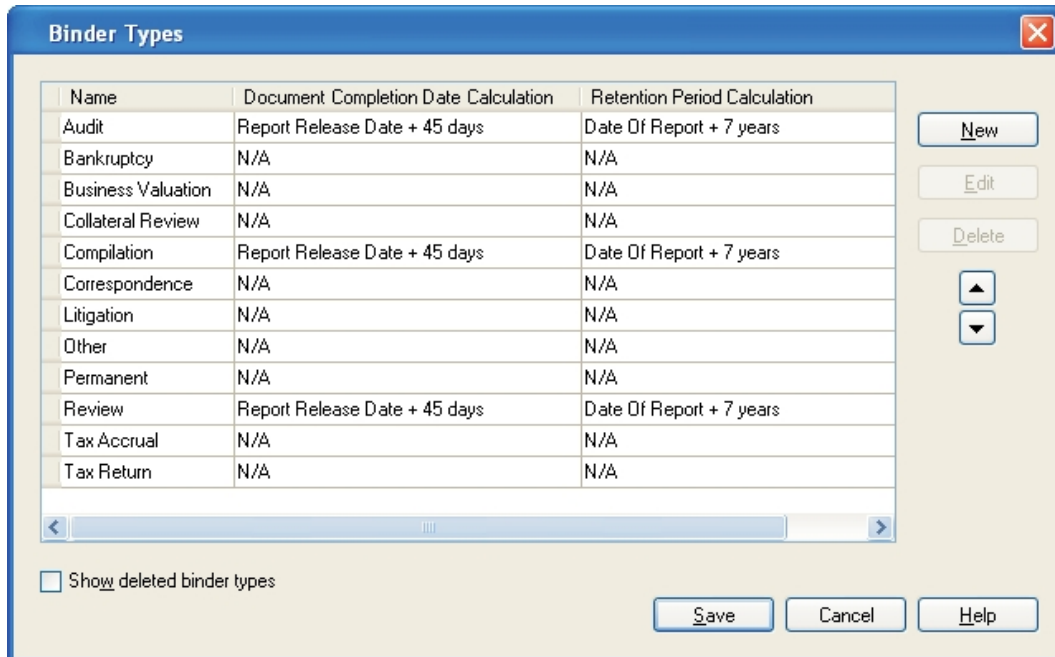 Binder Types
Name Document Completion Date Calculation Retention Period Calculation
Audit Report Release Date + 45 days Date Of Report + 7 years
Bankruptcy N/A N/A
Business Valuation N/A N/A
Collateral Review N/A N/A
Compilation Report Release Date + 45 days Date Of Report + 7 years
Correspondence N/A N/A
Litigation N/A N/A
Other N/A N/A
Permanent N/A N/A
Review Report Release Date + 45 days Date Of Report + 7 years
Tax Accrual N/A N/A
Tax Return N/A N/A
New
Edit
Delete
Show deleted binder types
Save Cancel Help